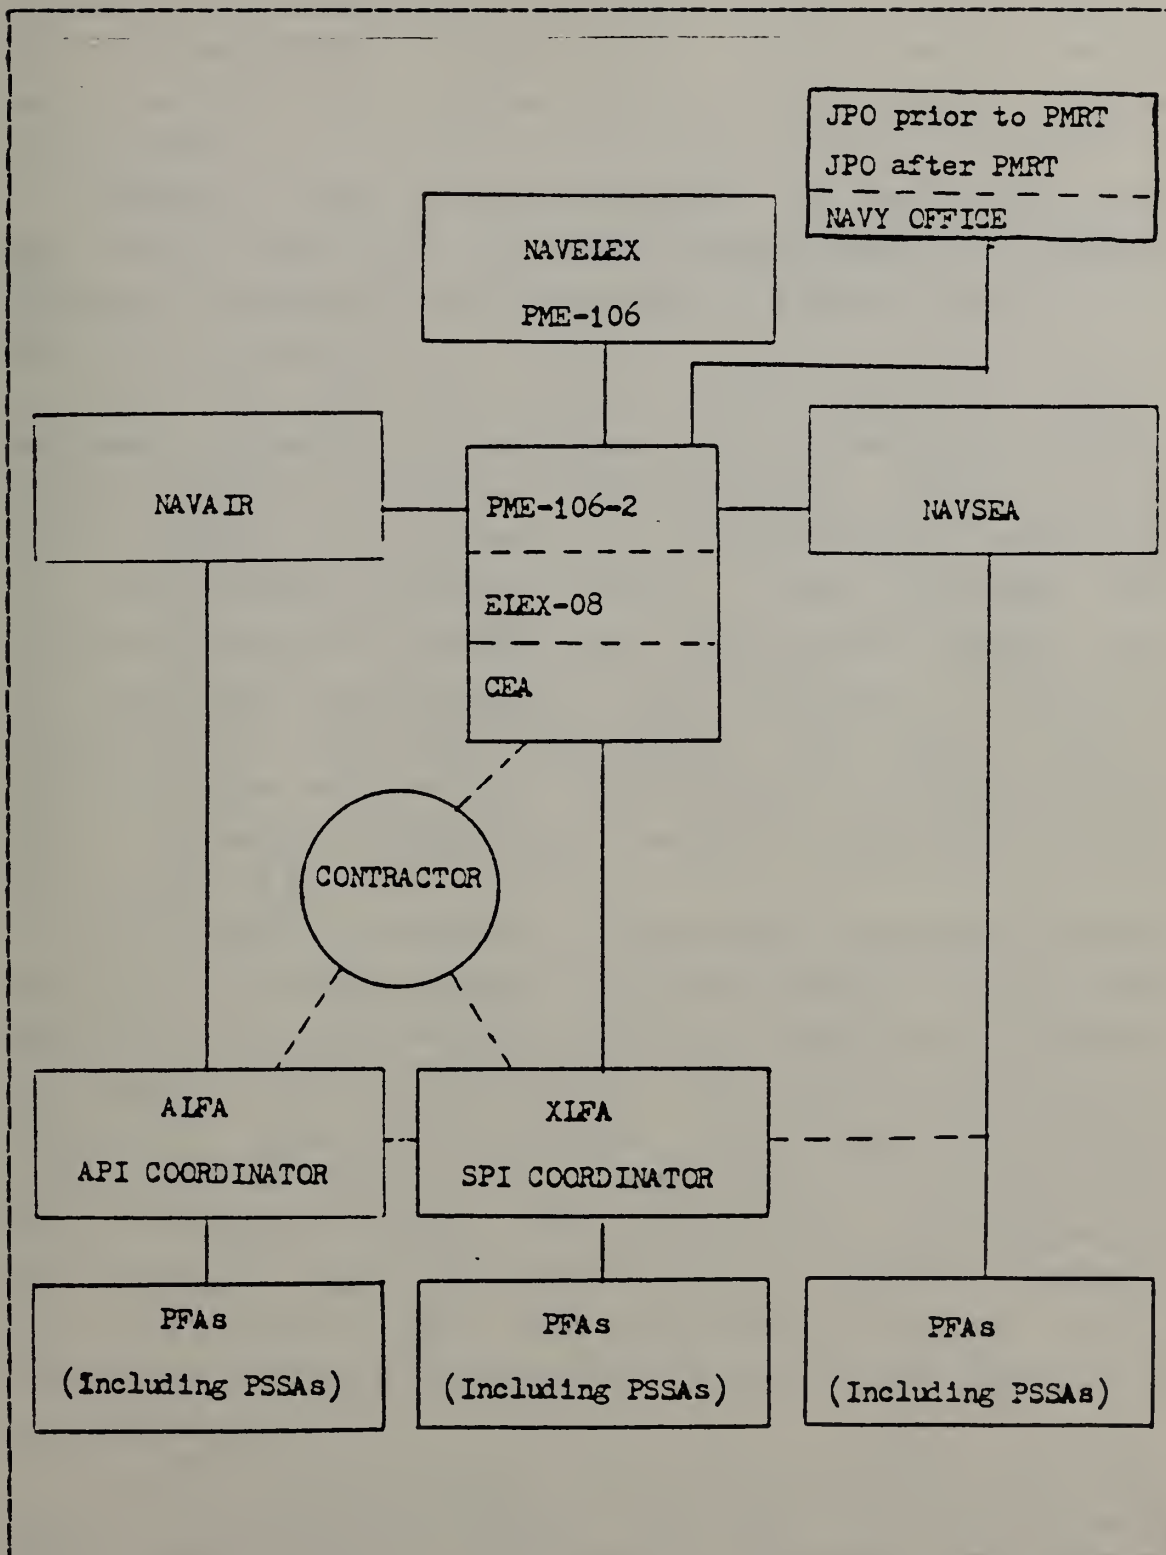 JPO prior to PMRT
JPO after PMRT
NAVY OFFICE
NAVELEX
PME-106
NAVAIR
PME-106-2
NAVSEA
ELEX-08
CEA
CONTRACTOR
ALFA
API COORDINATOR
XLFA
SPI COORDINATOR
PFAs
(Including PSSAs)
PFAs
(Including PSSAs)
PFAs
(Including PSSAs)